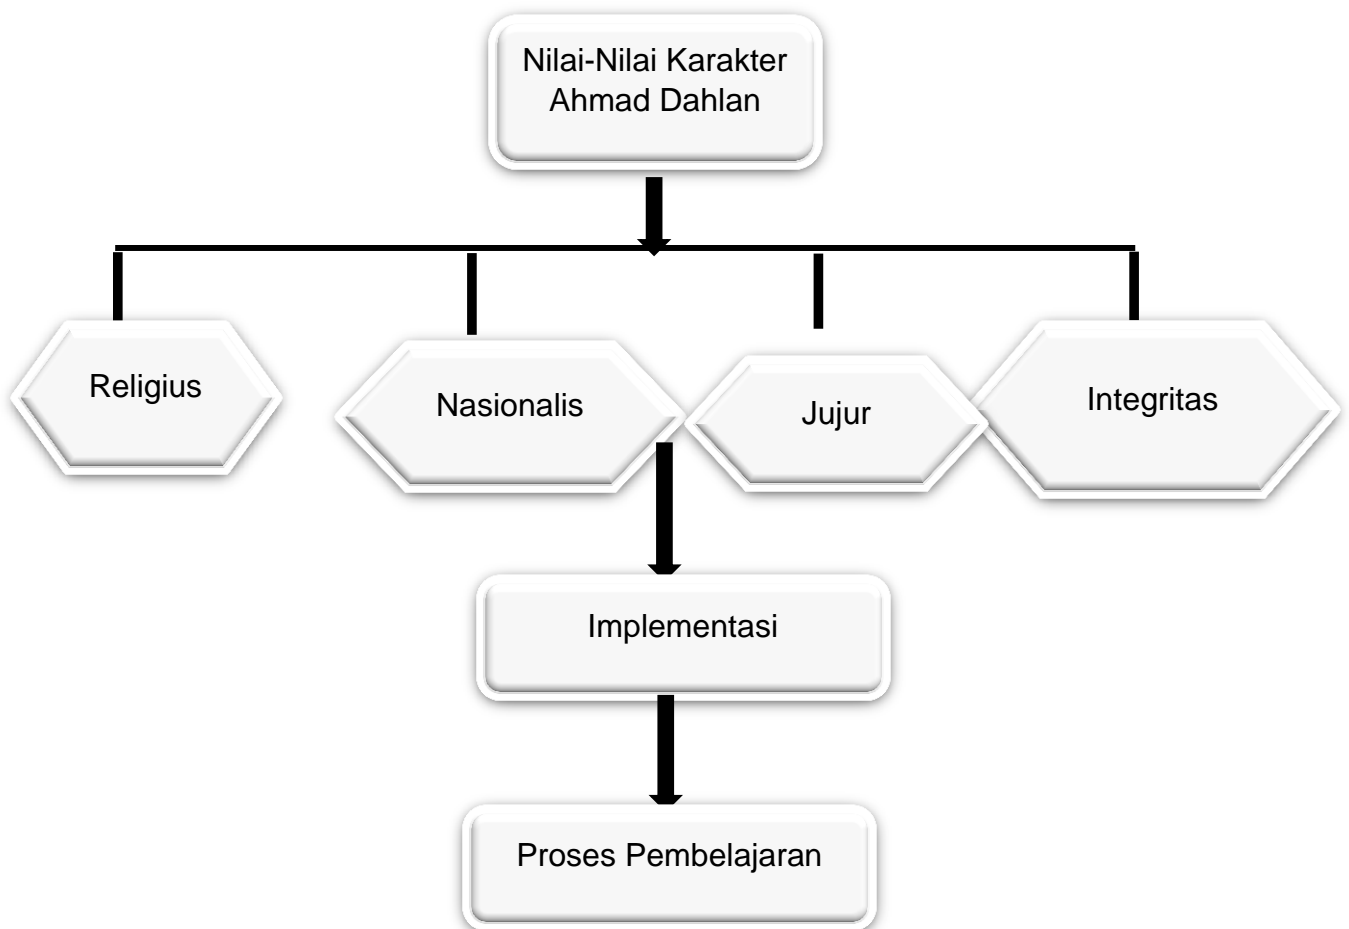 Nilai-Nilai Karakter
Ahmad Dahlan
Religius
Nasionalis
Jujur
Integritas
Implementasi
Proses Pembelajaran